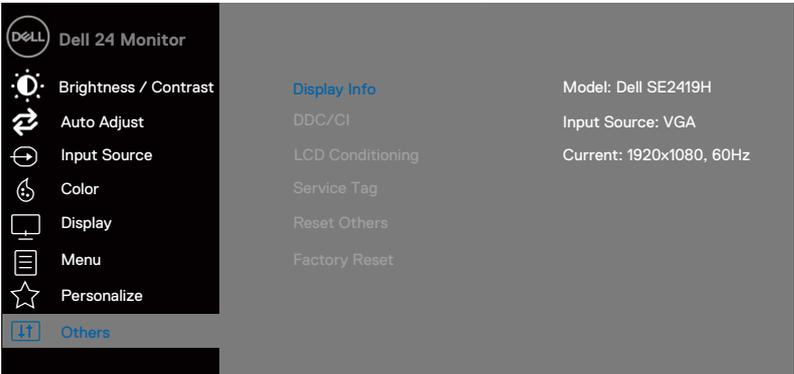 DELL
Dell 24 Monitor
Brightness / Contrast
Auto Adjust
Input Source
Color
Display
Menu
Personalize
Others
Display Info
DDC/CI
LCD Conditioning
Service Tag
Reset Others
Factory Reset
Model: Dell SE2419H
Input Source: VGA
Current: 1920x1080, 60Hz